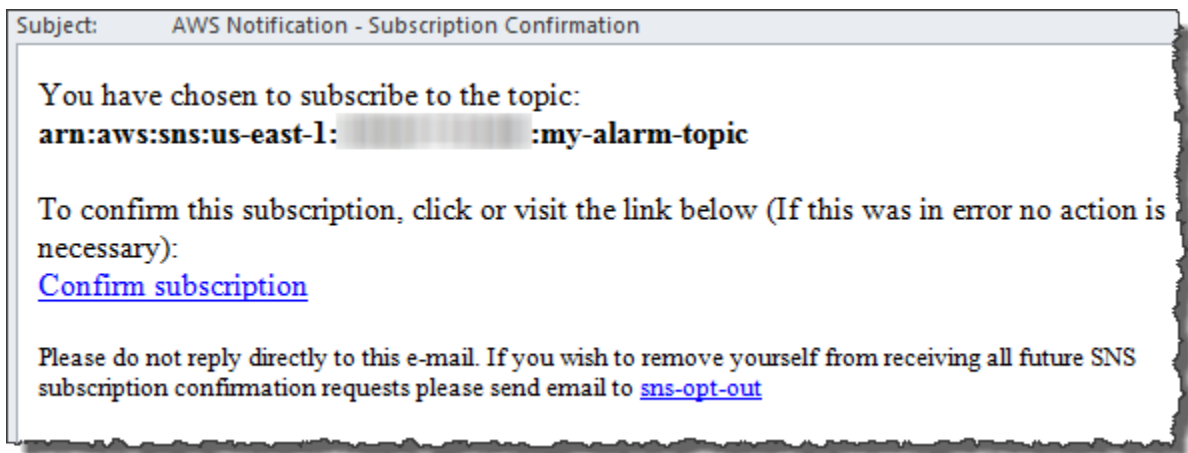 Subject: AWS Notification - Subscription Confirmation
You have chosen to subscribe to the topic:
arn:aws:sns:us-east-1: :my-alarm-topic
To confirm this subscription, click or visit the link below (If this was in error no action is
necessary):
Confirm subscription
Please do not reply directly to this e-mail. If you wish to remove yourself from receiving all future SNS
subscription confirmation requests please send email to sns-opt-out